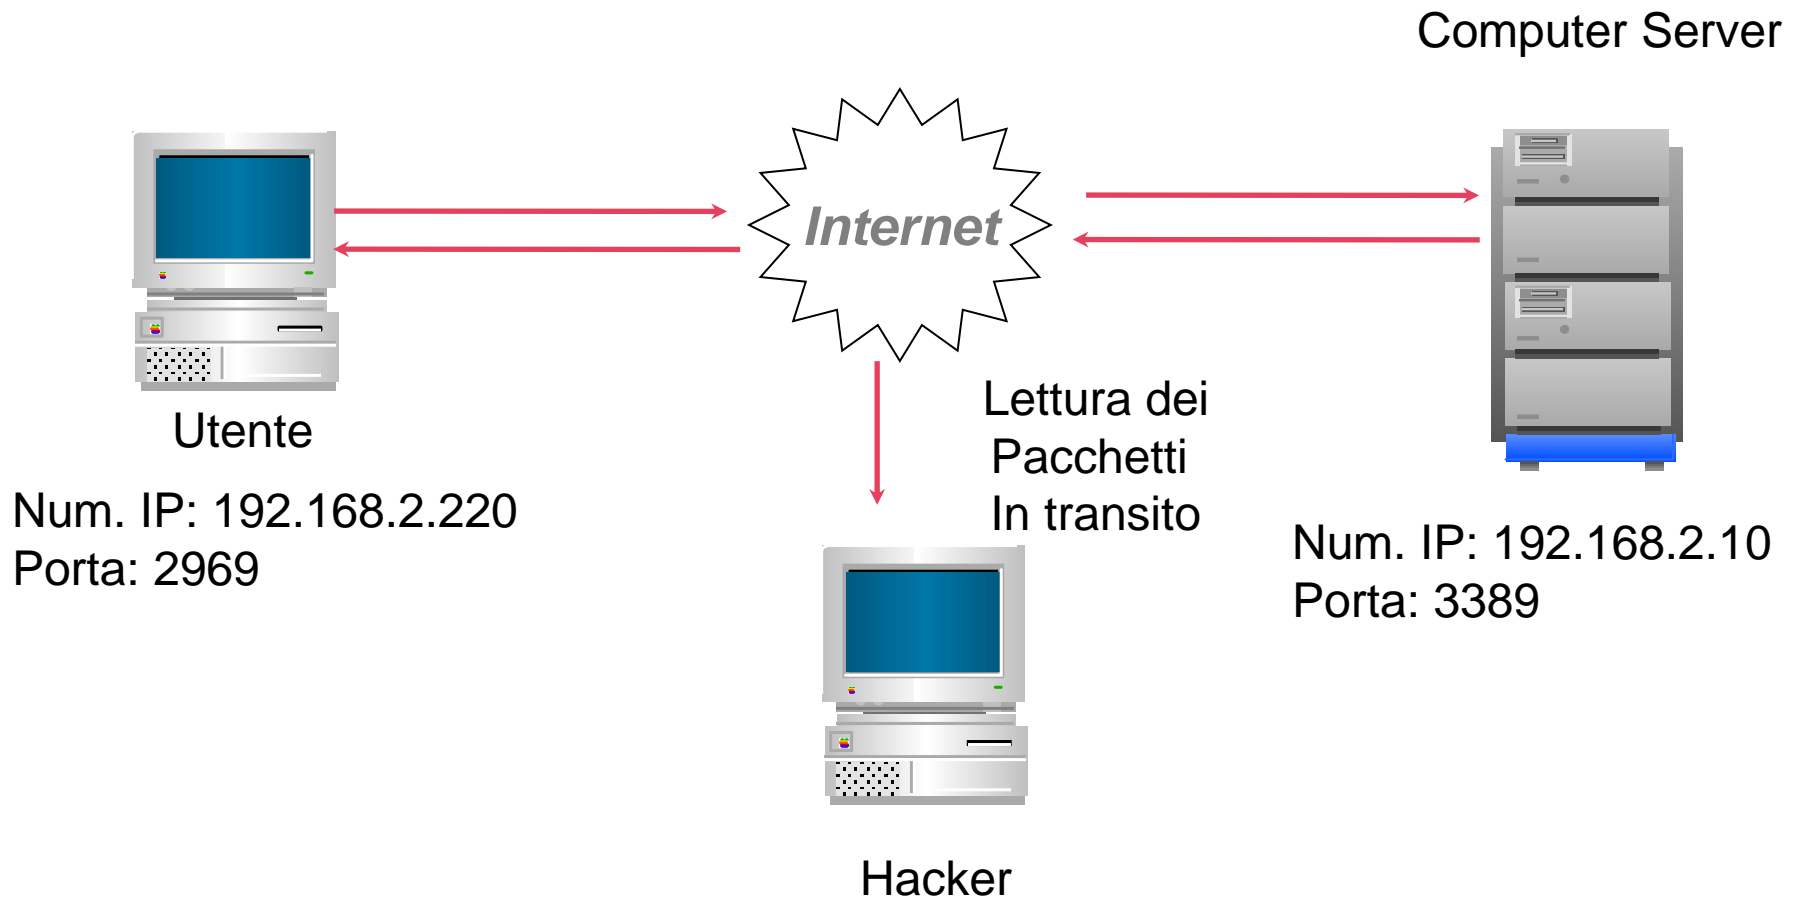 Computer Server
Internet
Utente
Num. IP: 192.168.2.220
Porta: 2969
Lettura dei
Pacchetti
In transito
Num. IP: 192.168.2.10
Porta: 3389
Hacker